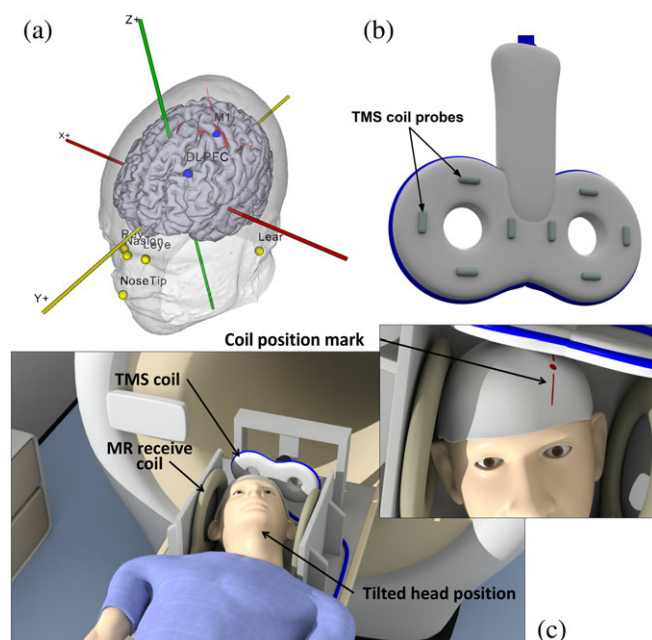 (a)
Z+
X+
M1
DLPFC
Nasion
Leye
Lear
NoseTip
Y+
(b)
TMS coil probes
Coil position mark
TMS coil
MR receive
coil
Tilted head position
(c)